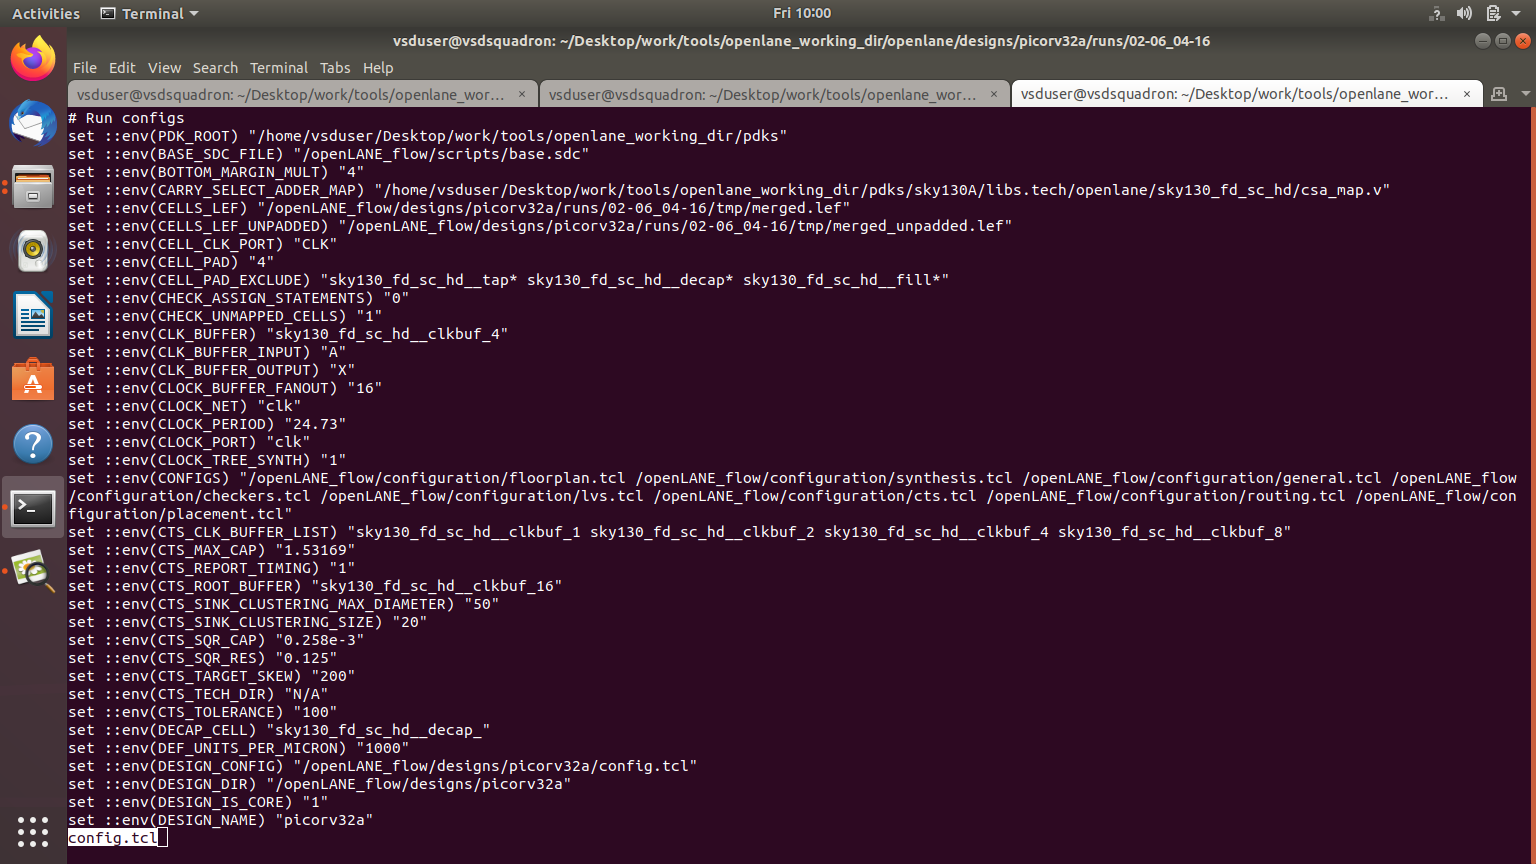 Activities Terminal Fri 10:00
vsduser@vsdsquadron: ~/Desktop/work/tools/openlane_working_dir/openlane/designs/picorv32a/runs/02-06_04-16
File Edit View Search Terminal Tabs Help
vsduser@vsdsquadron: ~/Desktop/work/tools/openlane_wor... × vsduser@vsdsquadron: ~/Desktop/work/tools/openlane_wor... × vsduser@vsdsquadron: ~/Desktop/work/tools/openlane_wor... ×
# Run configs
set ::env(PDK_ROOT) "/home/vsduser/Desktop/work/tools/openlane_working_dir/pdks"
set ::env(BASE_SDC_FILE) "/openLANE_flow/scripts/base.sdc"
set ::env(BOTTOM_MARGIN_MULT) "4"
set ::env(CARRY_SELECT_ADDER_MAP) "/home/vsduser/Desktop/work/tools/openlane_working_dir/pdks/sky130A/libs.tech/openlane/sky130_fd_sc_hd/csa_map.v"
set ::env(CELLS_LEF) "/openLANE_flow/designs/picorv32a/runs/02-06_04-16/tmp/merged.lef"
set ::env(CELLS_LEF_UNPADDED) "/openLANE_flow/designs/picorv32a/runs/02-06_04-16/tmp/merged_unpadded.lef"
set ::env(CELL_CLK_PORT) "CLK"
set ::env(CELL_PAD) "4"
set ::env(CELL_PAD_EXCLUDE) "sky130_fd_sc_hd__tap* sky130_fd_sc_hd__decap* sky130_fd_sc_hd__fill*"
set ::env(CHECK_ASSIGN_STATEMENTS) "0"
set ::env(CHECK_UNMAPPED_CELLS) "1"
set ::env(CLK_BUFFER) "sky130_fd_sc_hd__clkbuf_4"
set ::env(CLK_BUFFER_INPUT) "A"
set ::env(CLK_BUFFER_OUTPUT) "X"
set ::env(CLOCK_BUFFER_FANOUT) "16"
set ::env(CLOCK_NET) "clk"
set ::env(CLOCK_PERIOD) "24.73"
set ::env(CLOCK_PORT) "clk"
set ::env(CLOCK_TREE_SYNTH) "1"
set ::env(CONFIGS) "/openLANE_flow/configuration/floorplan.tcl /openLANE_flow/configuration/synthesis.tcl /openLANE_flow/configuration/general.tcl /openLANE_flow
/configuration/checkers.tcl /openLANE_flow/configuration/lvs.tcl /openLANE_flow/configuration/cts.tcl /openLANE_flow/configuration/routing.tcl /openLANE_flow/con
figuration/placement.tcl"
set ::env(CTS_CLK_BUFFER_LIST) "sky130_fd_sc_hd__clkbuf_1 sky130_fd_sc_hd__clkbuf_2 sky130_fd_sc_hd__clkbuf_4 sky130_fd_sc_hd__clkbuf_8"
set ::env(CTS_MAX_CAP) "1.53169"
set ::env(CTS_REPORT_TIMING) "1"
set ::env(CTS_ROOT_BUFFER) "sky130_fd_sc_hd__clkbuf_16"
set ::env(CTS_SINK_CLUSTERING_MAX_DIAMETER) "50"
set ::env(CTS_SINK_CLUSTERING_SIZE) "20"
set ::env(CTS_SQR_CAP) "0.258e-3"
set ::env(CTS_SQR_RES) "0.125"
set ::env(CTS_TARGET_SKEW) "200"
set ::env(CTS_TECH_DIR) "N/A"
set ::env(CTS_TOLERANCE) "100"
set ::env(DECAP_CELL) "sky130_fd_sc_hd__decap_"
set ::env(DEF_UNITS_PER_MICRON) "1000"
set ::env(DESIGN_CONFIG) "/openLANE_flow/designs/picorv32a/config.tcl"
set ::env(DESIGN_DIR) "/openLANE_flow/designs/picorv32a"
set ::env(DESIGN_IS_CORE) "1"
set ::env(DESIGN_NAME) "picorv32a"
config.tcl